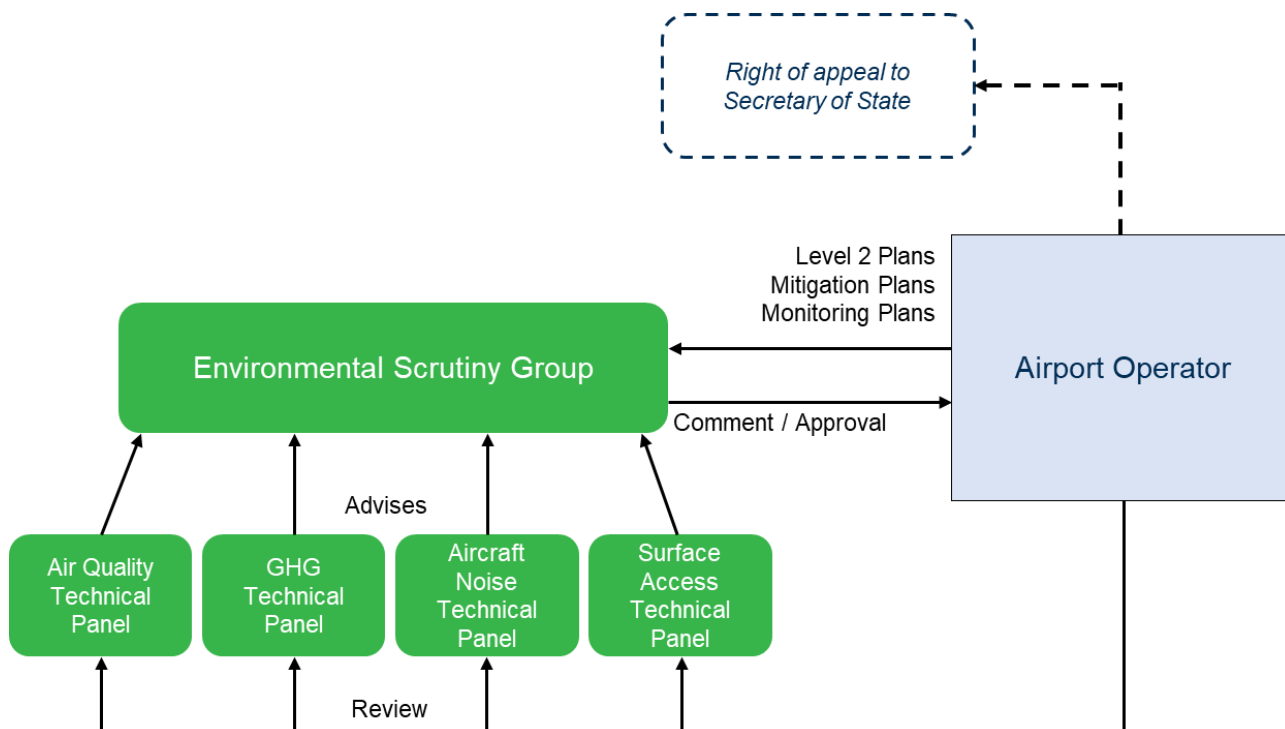 Right of appeal to
Secretary of State
Level 2 Plans
Mitigation Plans
Monitoring Plans
Environmental Scrutiny Group
Airport Operator
Comment / Approval
Advises
Air Quality
Technical
Panel
GHG
Technical
Panel
Aircraft
Noise
Technical
Panel
Surface
Access
Technical
Panel
Review